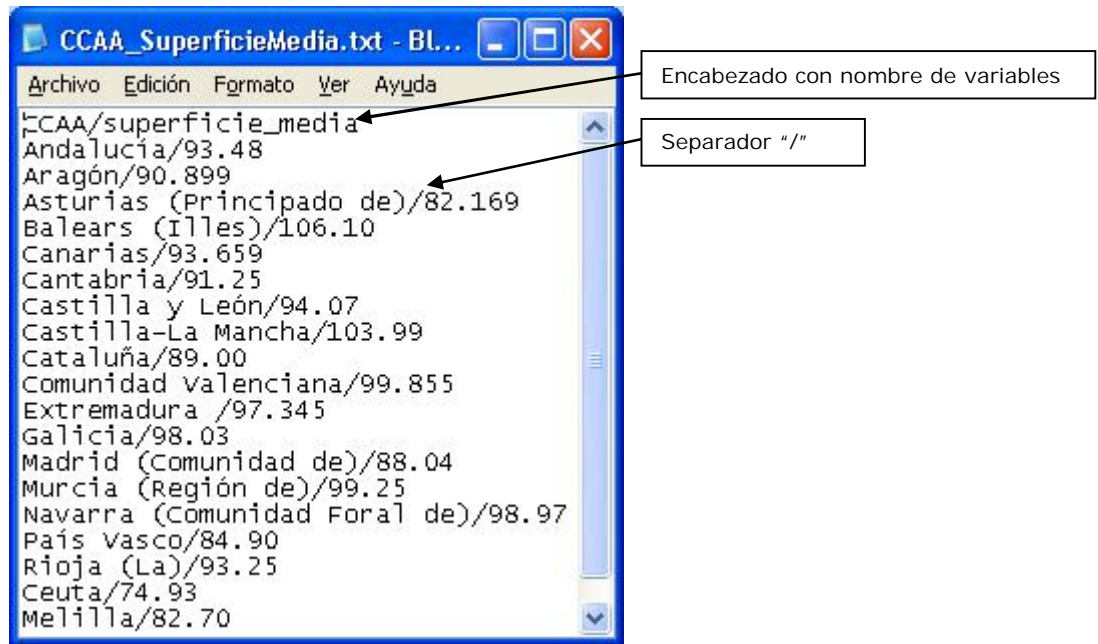 CCAA_SuperficieMedia.txt - Bl...
Archivo Edición Formato Ver Ayuda
CCAA/superficie_media
Andalucía/93.48
Aragón/90.899
Asturias (Principado de)/82.169
Balears (Illes)/106.10
Canarias/93.659
Cantabria/91.25
Castilla y León/94.07
Castilla-La Mancha/103.99
Cataluña/89.00
Comunidad Valenciana/99.855
Extremadura /97.345
Galicia/98.03
Madrid (Comunidad de)/88.04
Murcia (Región de)/99.25
Navarra (Comunidad Foral de)/98.97
País Vasco/84.90
Rioja (La)/93.25
Ceuta/74.93
Melilla/82.70
Encabezado con nombre de variables
Separador “/”